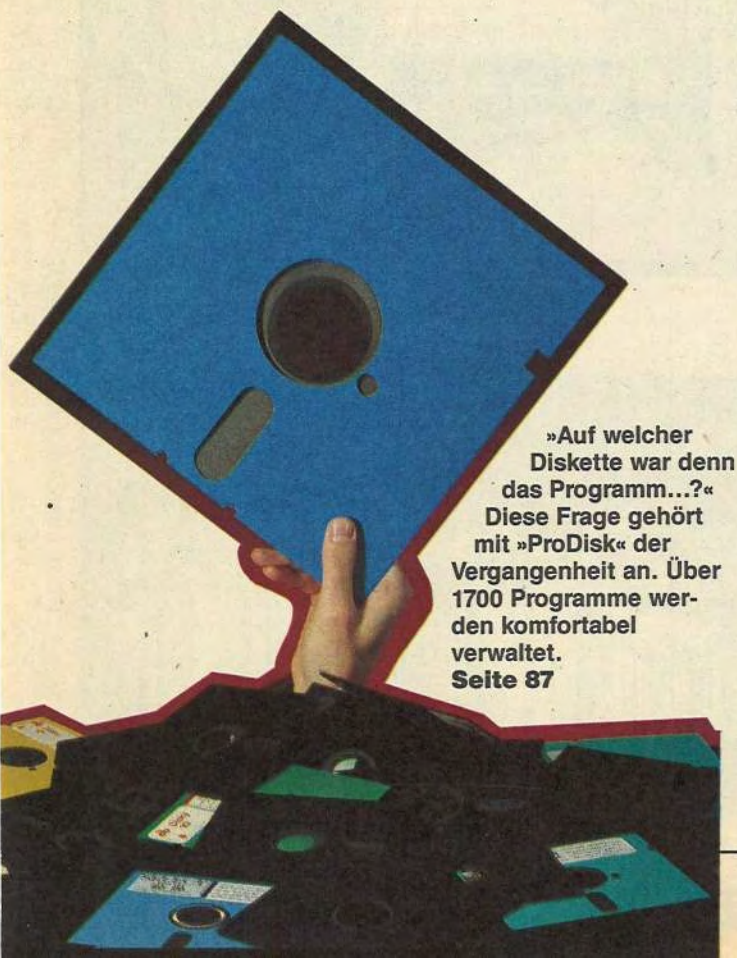 »Auf welcher
Diskette war denn
das Programm...?«
Diese Frage gehört
mit »ProDisk« der
Vergangenheit an. Über
1700 Programme wer-
den komfortabel
verwaltet.
Seite 87